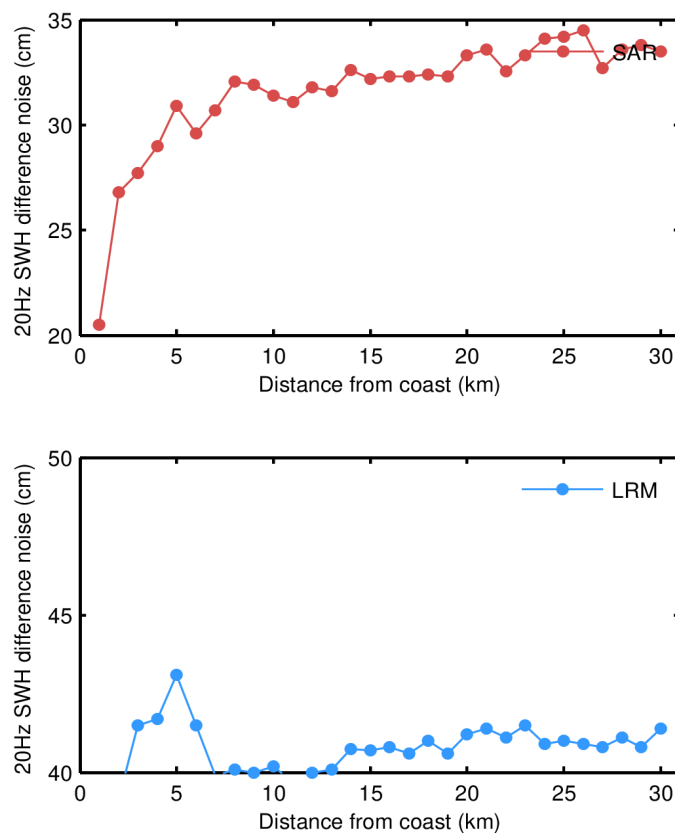 35
30
25
20
20Hz SWH difference noise (cm)
SAR
0 5 10 15 20 25 30
Distance from coast (km)
50
45
40
20Hz SWH difference noise (cm)
LRM
0 5 10 15 20 25 30
Distance from coast (km)